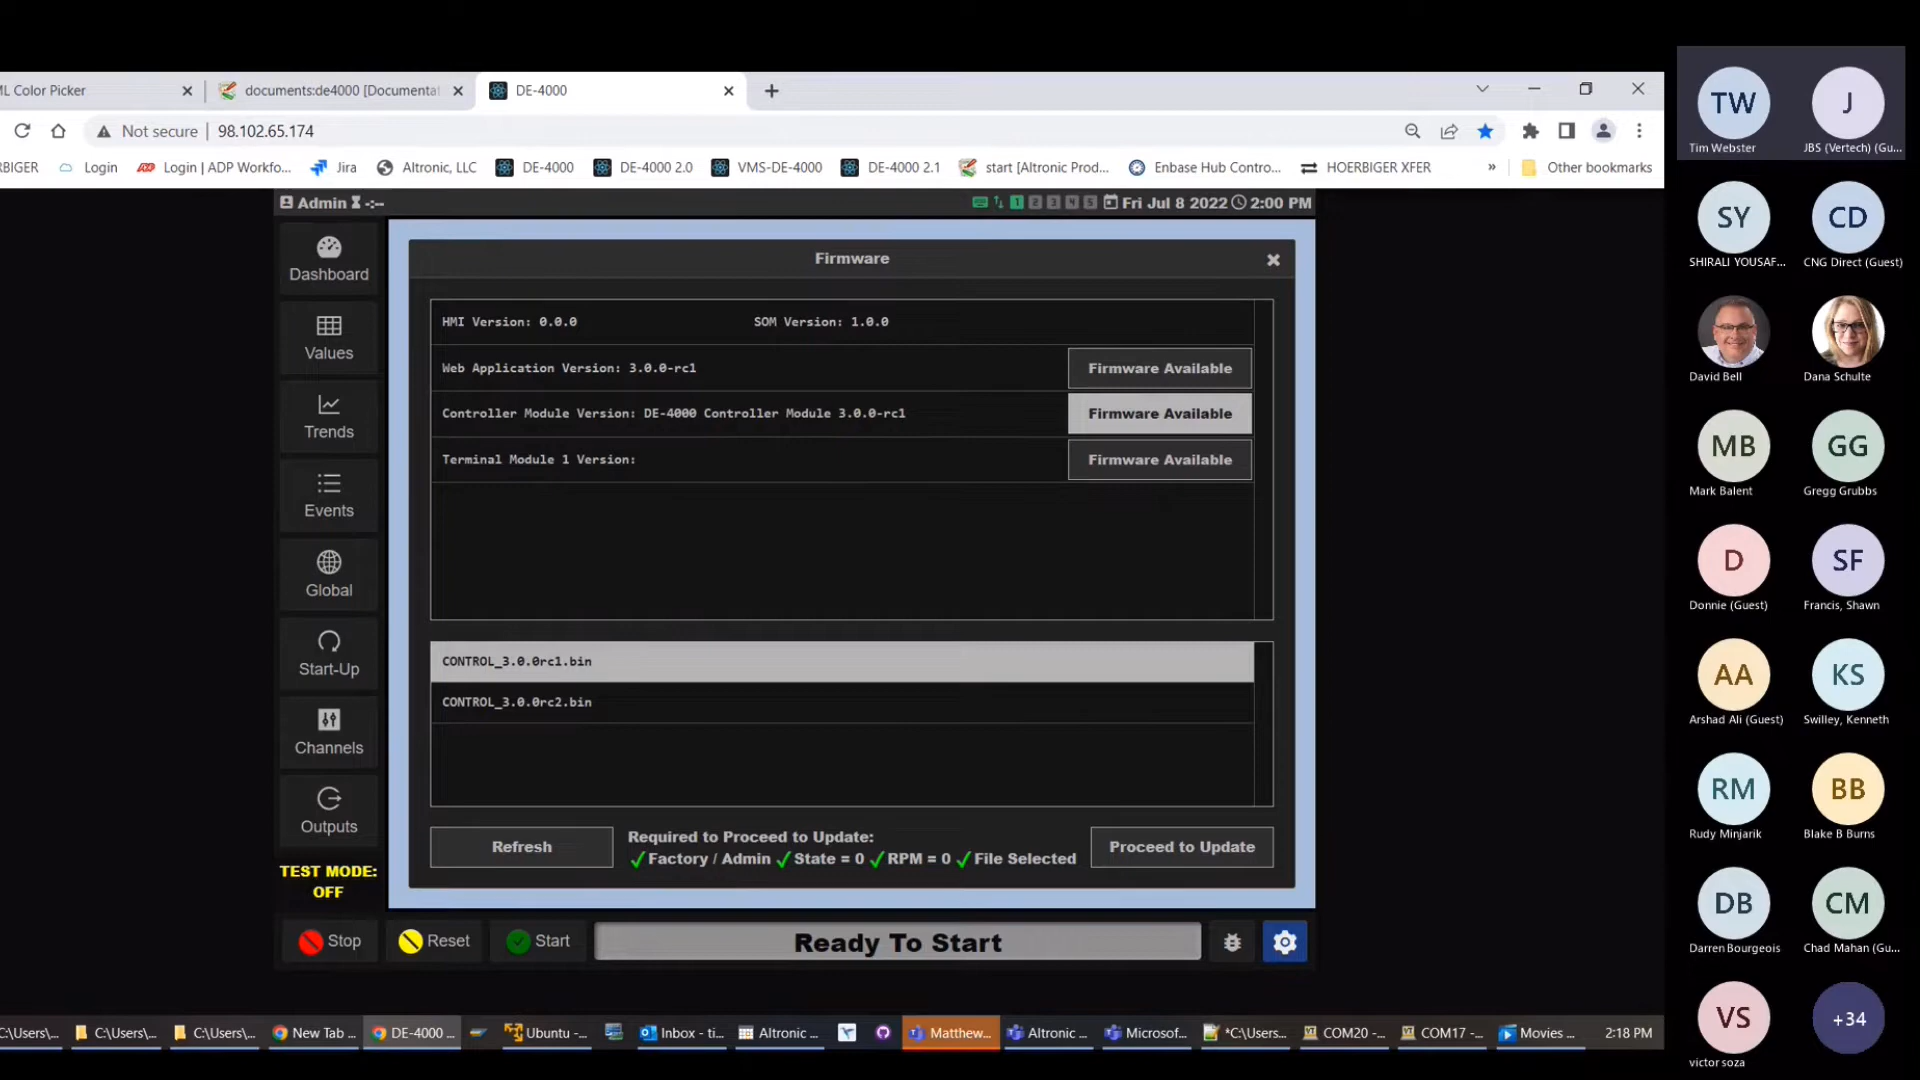 L Color Picker
documents:de4000 [Documenta
DE-4000
Not secure
98.102.65.174
RBIGER
Login
Login | ADP Workfo...
Jira
Altronic, LLC
DE-4000
DE-4000 2.0
VMS-DE-4000
DE-4000 2.1
start [Altronic Prod...
Enbase Hub Contro...
HOERBIGER XFER
»
Other bookmarks
Admin -:--
1 2 3 4 5
Fri Jul 8 2022 2:00 PM
Dashboard
Values
Trends
Events
Global
Start-Up
Channels
Outputs
TEST MODE:
OFF
Firmware
HMI Version: 0.0.0
SOM Version: 1.0.0
Web Application Version: 3.0.0-rc1
Firmware Available
Controller Module Version: DE-4000 Controller Module 3.0.0-rc1
Firmware Available
Terminal Module 1 Version:
Firmware Available
CONTROL_3.0.0rc1.bin
CONTROL_3.0.0rc2.bin
Refresh
Required to Proceed to Update:
✓Factory / Admin ✓State = 0 ✓RPM = 0 ✓File Selected
Proceed to Update
Stop
Reset
Start
Ready To Start
C:\Users\...
C:\Users\...
C:\Users\...
New Tab ...
DE-4000 ...
Ubuntu -...
Inbox - ti...
Altronic ...
Matthew...
Altronic ...
Microsof...
*C:\Users...
COM20 -...
COM17 -...
Movies ...
2:18 PM
TW
Tim Webster
J
JBS (Vertech) (Gu...
SY
SHIRALI YOUSAF...
CD
CNG Direct (Guest)
David Bell
Dana Schulte
MB
Mark Balent
GG
Gregg Grubbs
D
Donnie (Guest)
SF
Francis, Shawn
AA
Arshad Ali (Guest)
KS
Swilley, Kenneth
RM
Rudy Minjarik
BB
Blake B Burns
DB
Darren Bourgeois
CM
Chad Mahan (Gu...
VS
victor soza
+34